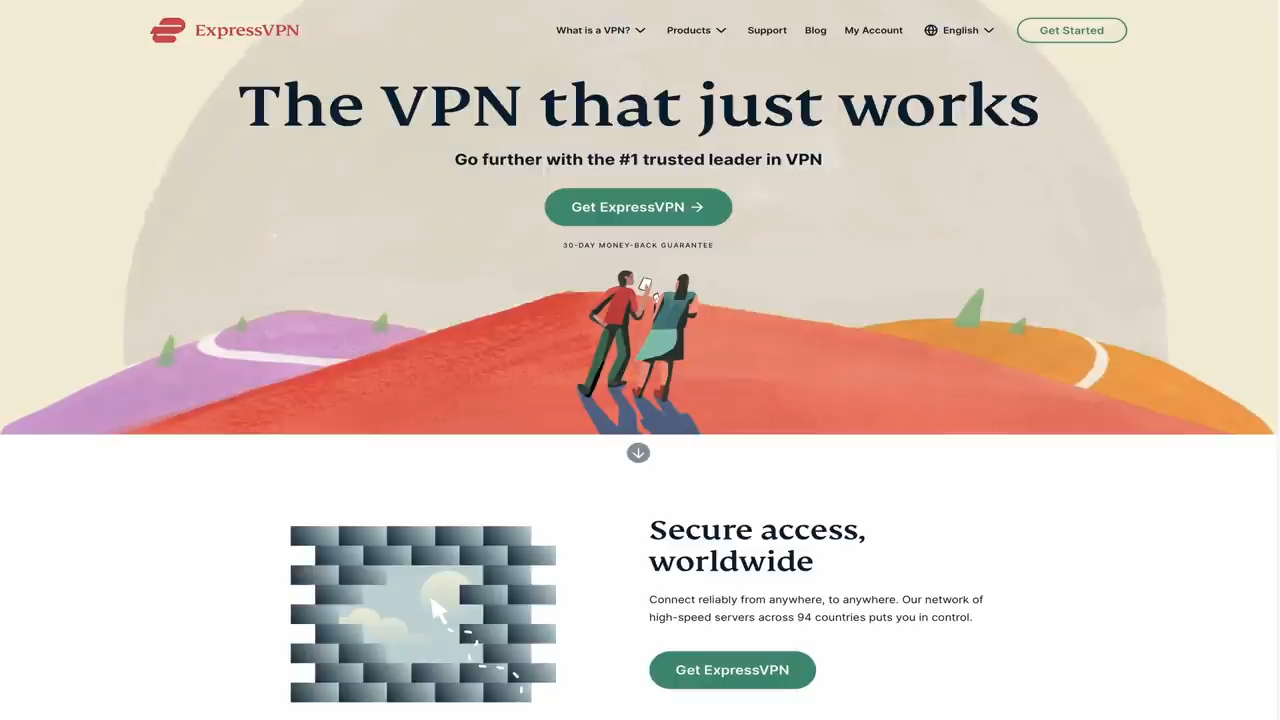 ExpressVPN
What is a VPN? Products Support Blog My Account English Get Started
The VPN that just works
Go further with the #1 trusted leader in VPN
Get ExpressVPN →
30-DAY MONEY-BACK GUARANTEE
Secure access,
worldwide
Connect reliably from anywhere, to anywhere. Our network of
high-speed servers across 94 countries puts you in control.
Get ExpressVPN